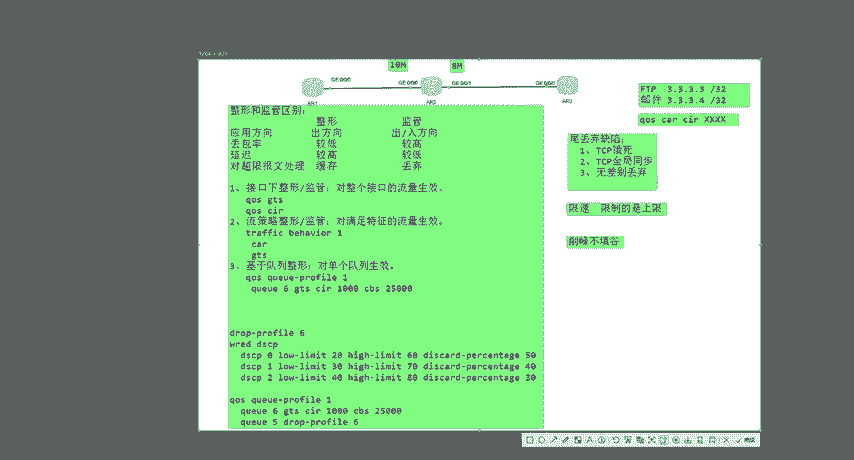 10M
8M
GE000
GE000
GE001
GE000
AR1
AR2
AR3
FTP 3.3.3.3 /32
邮件 3.3.3.4 /32
qos car cir XXXX
整形和监管区别:
整形 监管
应用方向 出方向 出/入方向
丢包率 较低 较高
延迟 较高 较低
对超限报文处理 缓存 丢弃
1、接口下整形/监管: 对整个接口的流量生效。
qos gts
qos cir
2、流策略整形/监管: 对满足特征的流量生效。
traffic behavior 1
car
gts
3、基于队列整形: 对单个队列生效。
qos queue-profile 1
queue 6 gts cir 1000 cbs 25000
drop-profile 6
wred dscp
dscp 0 low-limit 20 high-limit 60 discard-percentage 50
dscp 1 low-limit 30 high-limit 70 discard-percentage 40
dscp 2 low-limit 40 high-limit 80 discard-percentage 30
qos queue-profile 1
queue 6 gts cir 1000 cbs 25000
queue 5 drop-profile 6
尾丢弃缺陷:
1、TCP饿死
2、TCP全局同步
3、无差别丢弃
限速 限制的是上限
削峰不填谷